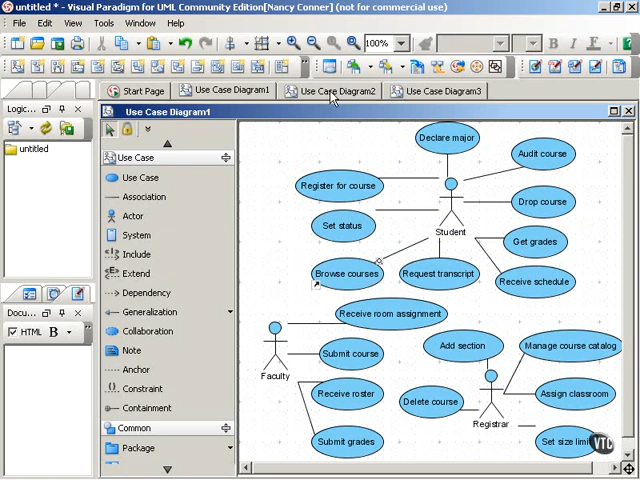 untitled * - Visual Paradigm for UML Community Edition[Nancy Conner] (not for commercial use)
File Edit View Tools Window Help
100%
B I
Start Page Use Case Diagram1 Use Case Diagram2 Use Case Diagram3
Logic...
untitled
Use Case Diagram1
Use Case
Use Case
Association
Actor
System
Include
Extend
Dependency
Generalization
Collaboration
Note
Anchor
Constraint
Containment
Common
Package
Docu...
HTML B
Declare major
Audit course
Register for course
Drop course
Set status
Student
Get grades
Browse courses
Request transcript
Receive schedule
Receive room assignment
Add section
Manage course catalog
Submit course
Faculty
Receive roster
Delete course
Assign classroom
Registrar
Submit grades
Set size limi
VTC